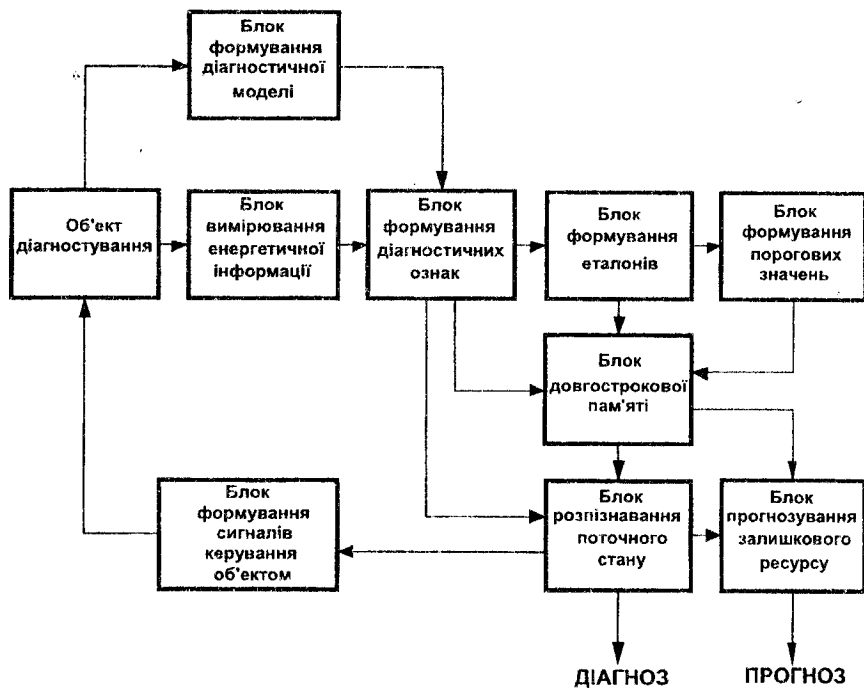 Блок
формування
діагностичної
моделі
Об'єкт
діагностування
Блок
вимірювання
енергетичної
інформації
Блок
формування
діагностичних
ознак
Блок
формування
еталонів
Блок
формування
порогових
значень
Блок
довгострокової
пам'яті
Блок
формування
сигналів
керування
об'єктом
Блок
розпізнавання
поточного
стану
Блок
прогнозування
залишкового
ресурсу
ДІАГНОЗ
ПРОГНОЗ